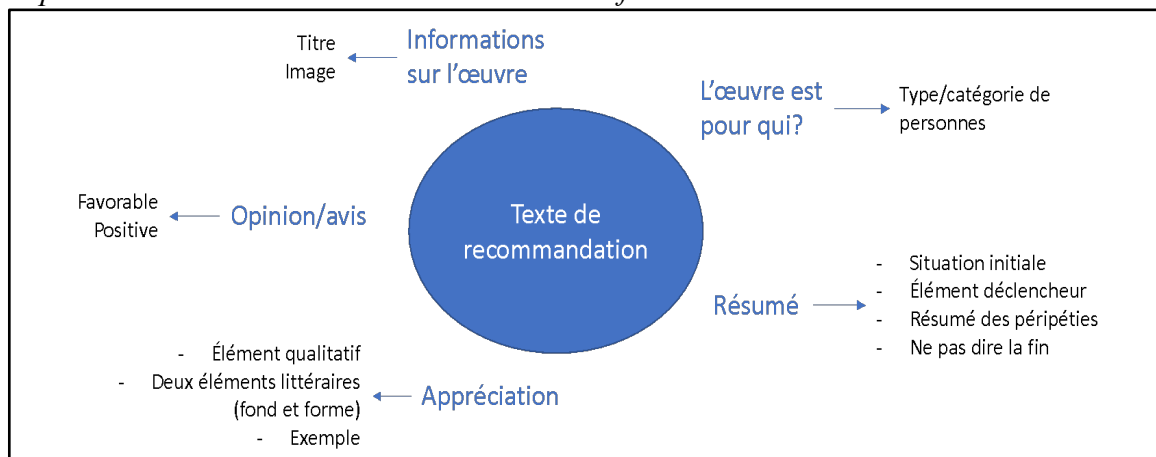 Titre
Image
Informations
sur l'œuvre
L'œuvre est
pour qui?
Type/catégorie de
personnes
Favorable
Positive
Opinion/avis
Texte de
recommandation
Résumé
- Situation initiale
- Élément déclencheur
- Résumé des péripéties
- Ne pas dire la fin
- Élément qualitatif
- Deux éléments littéraires
(fond et forme)
- Exemple
Appréciation